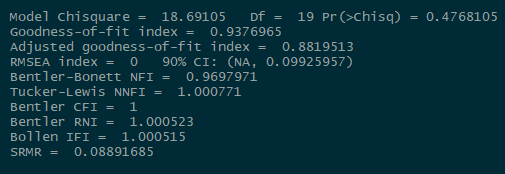 Model Chisquare =  18.69105   Df =  19 Pr(>Chisq) = 0.4768105
Goodness-of-fit index =  0.9376965
Adjusted goodness-of-fit index =  0.8819513
RMSEA index =  0   90% CI: (NA, 0.09925957)
Bentler-Bonett NFI =  0.9697971
Tucker-Lewis NNFI =  1.000771
Bentler CFI =  1
Bentler RNI =  1.000523
Bollen IFI =  1.000515
SRMR =  0.08891685